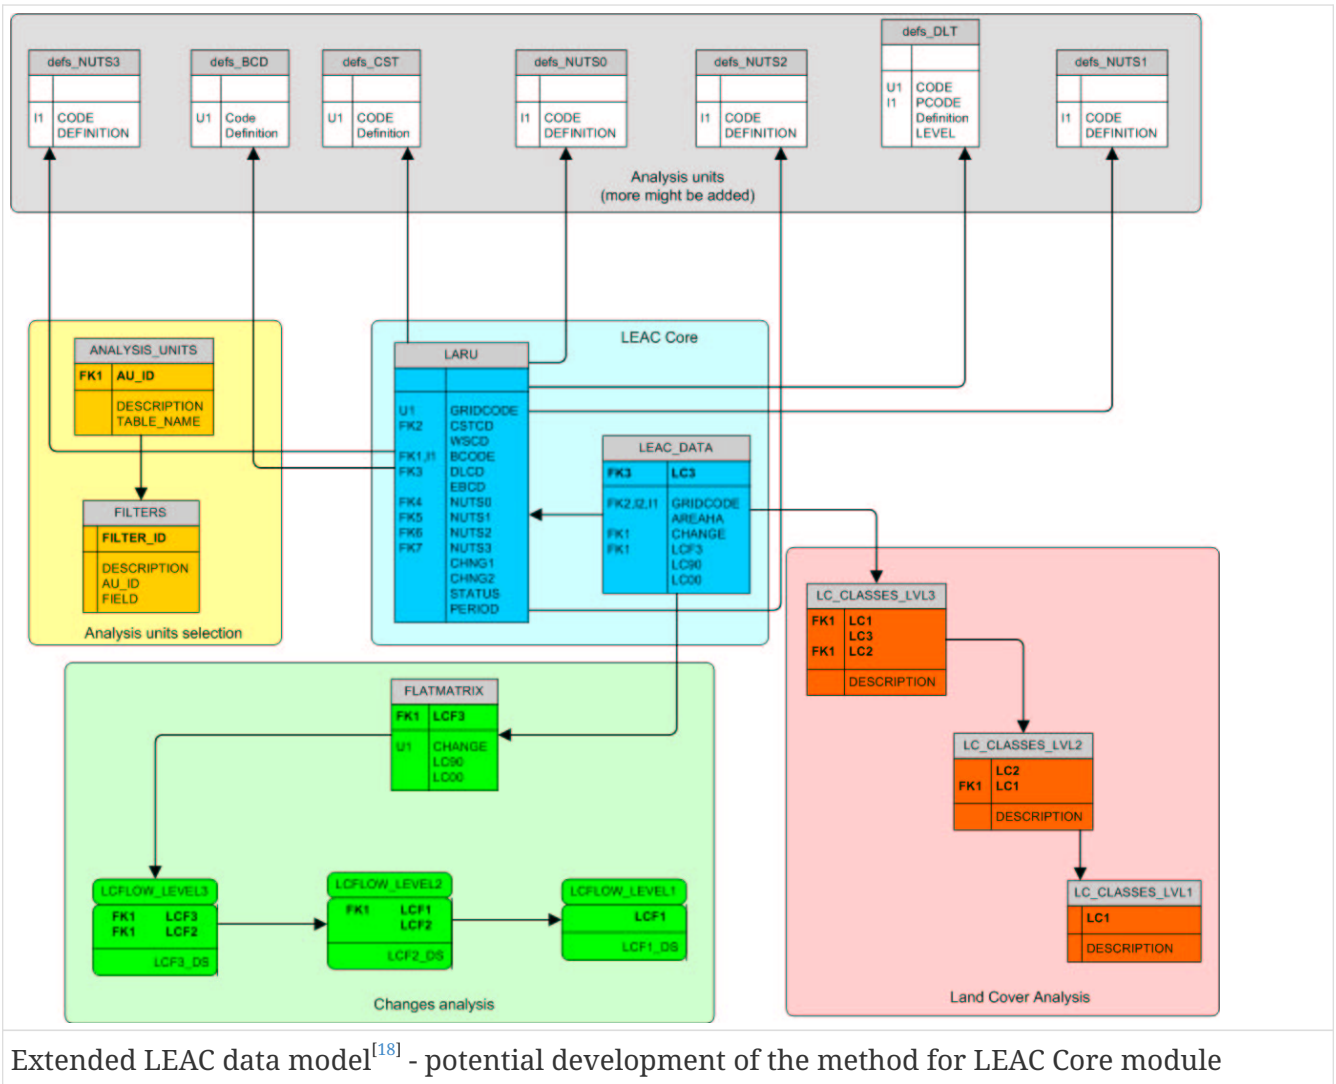 defs_NUTS3
I1 CODE
DEFINITION
defs_BCD
U1 Code
Definition
defs_CST
U1 CODE
Definition
defs_NUTS0
I1 CODE
DEFINITION
defs_NUTS2
I1 CODE
DEFINITION
defs_DLT
U1 CODE
I1 PCODE
Definition
LEVEL
defs_NUTS1
I1 CODE
DEFINITION
Analysis units
(more might be added)
ANALYSIS_UNITS
FK1 AU_ID
DESCRIPTION
TABLE_NAME
FILTERS
FILTER_ID
DESCRIPTION
AU_ID
FIELD
Analysis units selection
LEAC Core
LARU
U1 GRIDCODE
FK2 CSTCD
WSCD
FK1,I1 BCODE
FK3 DLCD
EBCD
FK4 NUTS0
FK5 NUTS1
FK6 NUTS2
FK7 NUTS3
CHNG1
CHNG2
STATUS
PERIOD
LEAC_DATA
FK3 LC3
FK2,I2,I1 GRIDCODE
AREAHA
FK1 CHANGE
FK1 LCF3
LC90
LC00
FLATMATRIX
FK1 LCF3
U1 CHANGE
LC90
LC00
LCFLOW_LEVEL3
FK1 LCF3
FK1 LCF2
LCF3_DS
LCFLOW_LEVEL2
FK1 LCF1
LCF2
LCF2_DS
LCFLOW_LEVEL1
LCF1
LCF1_DS
Changes analysis
LC_CLASSES_LVL3
FK1 LC1
LC3
FK1 LC2
DESCRIPTION
LC_CLASSES_LVL2
LC2
FK1 LC1
DESCRIPTION
LC_CLASSES_LVL1
LC1
DESCRIPTION
Land Cover Analysis
Extended LEAC data model[18] - potential development of the method for LEAC Core module